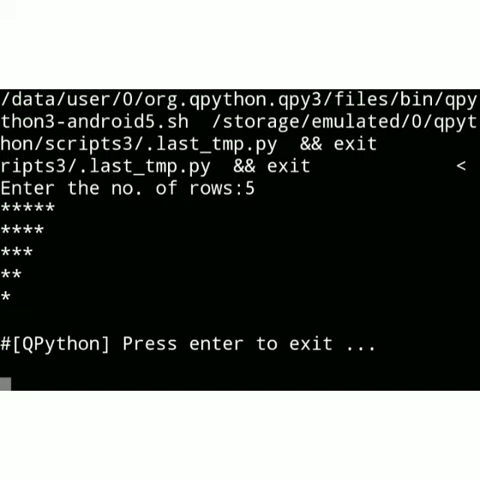 /data/user/0/org.qpython.qpy3/files/bin/qpy
thon3-android5.sh  /storage/emulated/0/qpyt
hon/scripts3/.last_tmp.py  && exit
ripts3/.last_tmp.py  && exit             <
Enter the no. of rows:5
*****
****
***
**
*
#[QPython] Press enter to exit ...